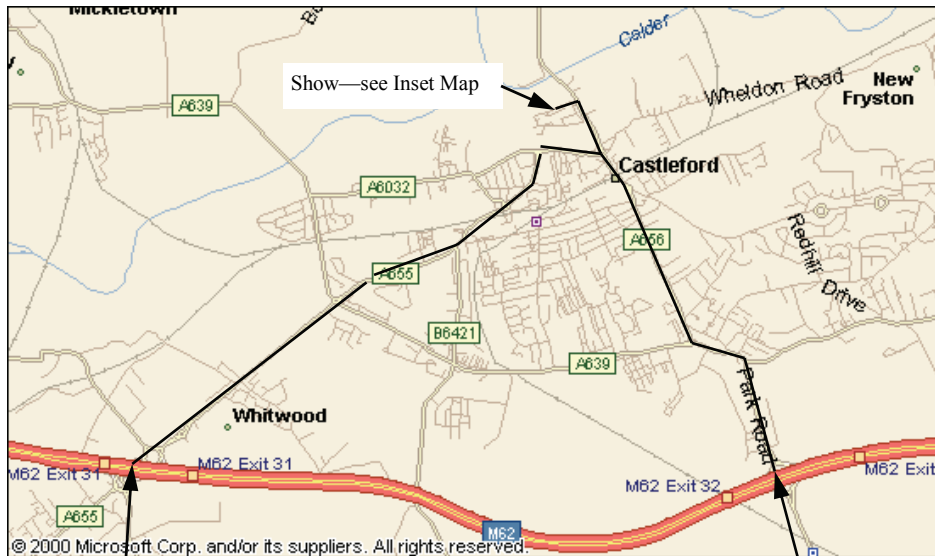 Mickletown
Calder
Show—see Inset Map
Wheldon Road
New
Fryston
A639
Castleford
A6032
A656
Redhill Drive
A655
B6421
A639
Park Road
Whitwood
M62 Exit 31
M62 Exit 31
M62 Exit 32
M62 Exit
A655
M62
© 2000 Microsoft Corp. and/or its suppliers. All rights reserved.